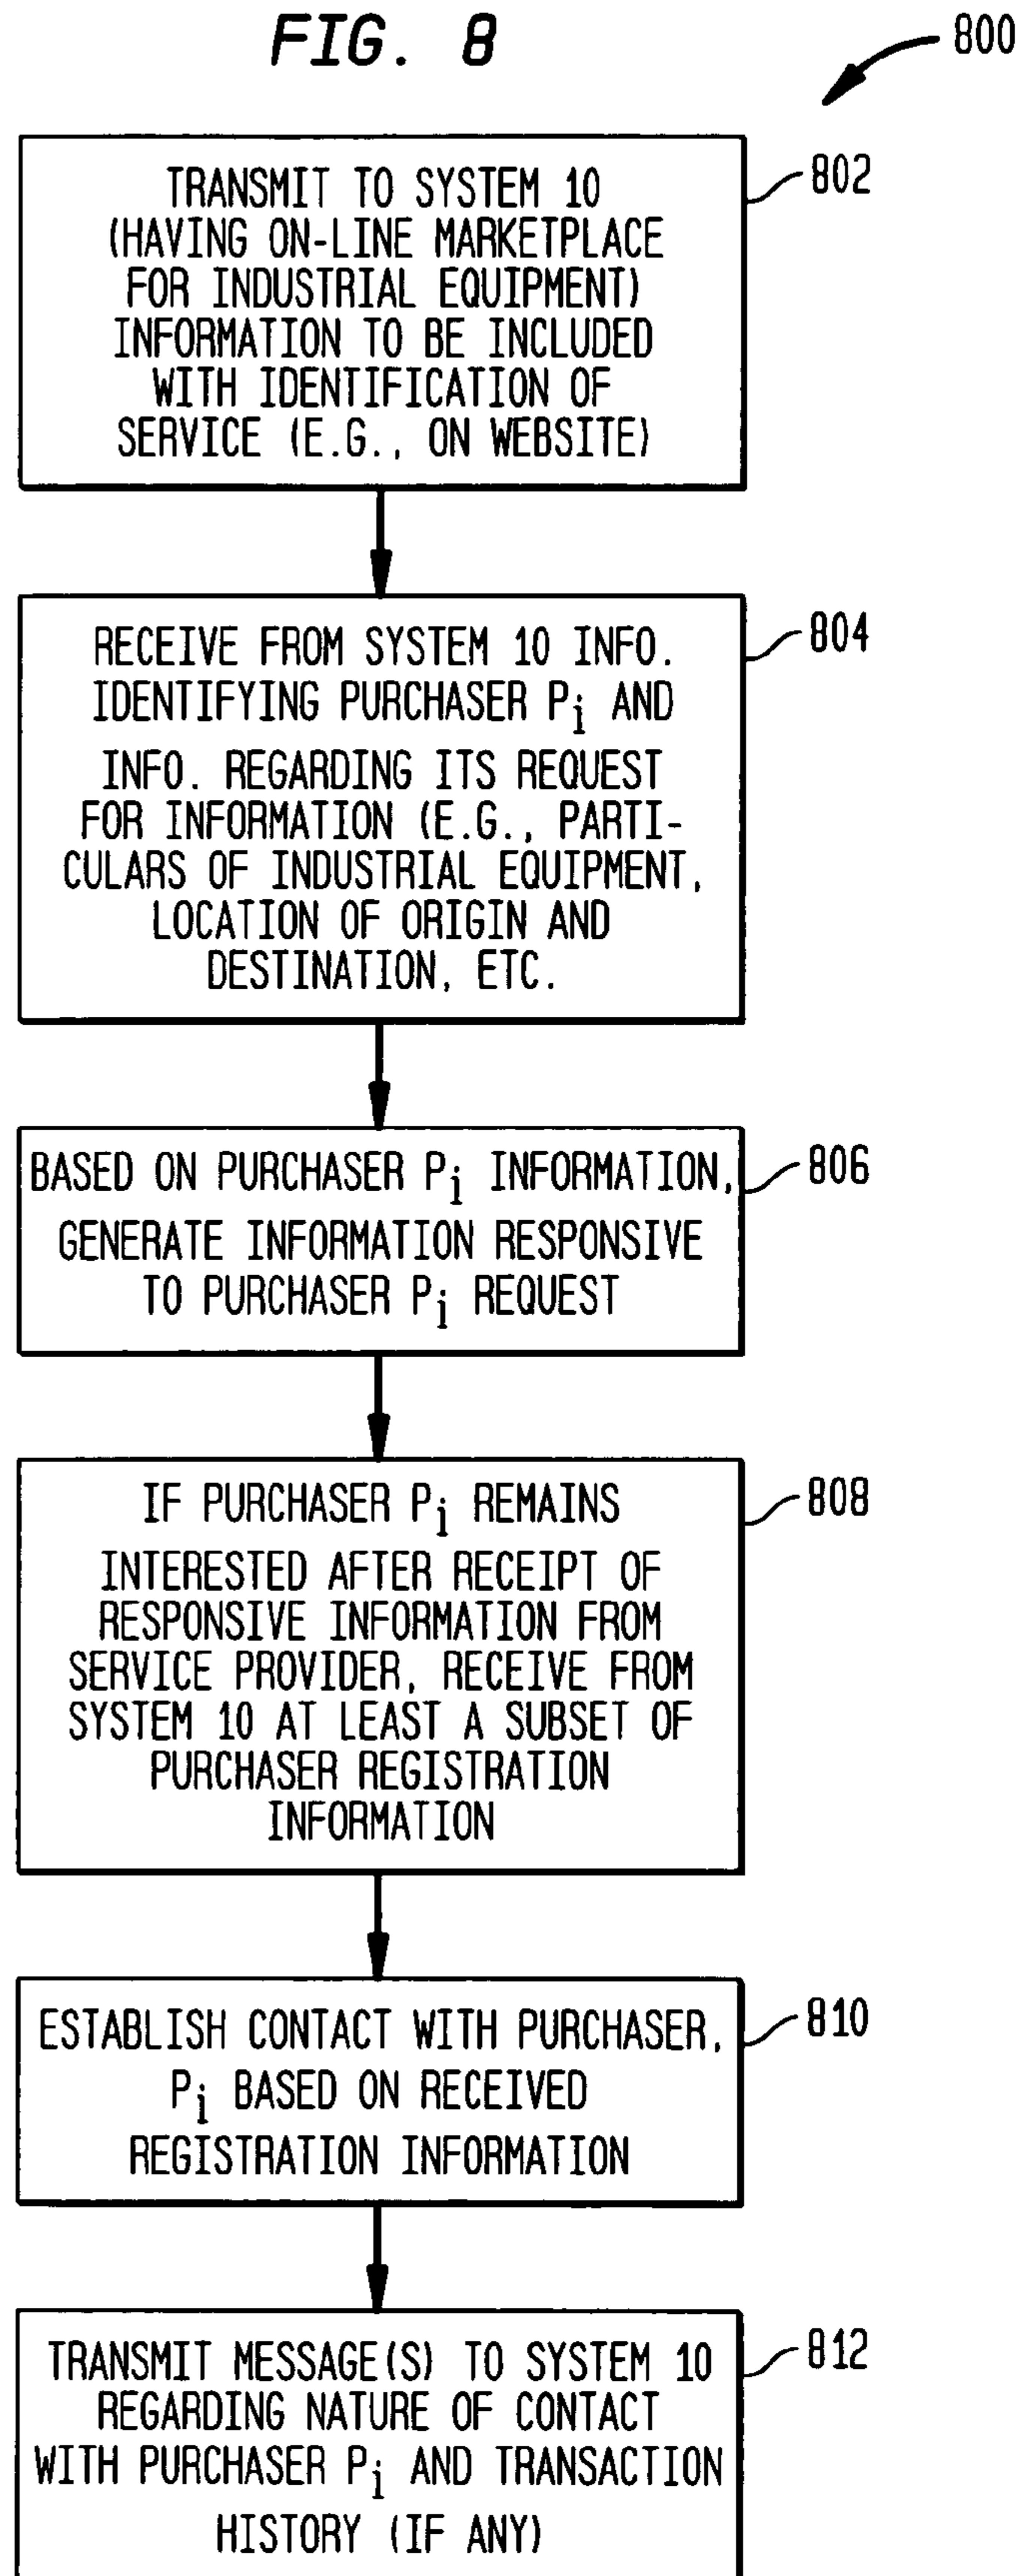 FIG. 8
800
802
TRANSMIT TO SYSTEM 10
(HAVING ON-LINE MARKETPLACE
FOR INDUSTRIAL EQUIPMENT)
INFORMATION TO BE INCLUDED
WITH IDENTIFICATION OF
SERVICE (E.G., ON WEBSITE)
804
RECEIVE FROM SYSTEM 10 INFO.
IDENTIFYING PURCHASER Pi AND
INFO. REGARDING ITS REQUEST
FOR INFORMATION (E.G., PARTI-
CULARS OF INDUSTRIAL EQUIPMENT,
LOCATION OF ORIGIN AND
DESTINATION, ETC.
806
BASED ON PURCHASER Pi INFORMATION,
GENERATE INFORMATION RESPONSIVE
TO PURCHASER Pi REQUEST
808
IF PURCHASER Pi REMAINS
INTERESTED AFTER RECEIPT OF
RESPONSIVE INFORMATION FROM
SERVICE PROVIDER, RECEIVE FROM
SYSTEM 10 AT LEAST A SUBSET OF
PURCHASER REGISTRATION
INFORMATION
810
ESTABLISH CONTACT WITH PURCHASER,
Pi BASED ON RECEIVED
REGISTRATION INFORMATION
812
TRANSMIT MESSAGE(S) TO SYSTEM 10
REGARDING NATURE OF CONTACT
WITH PURCHASER Pi AND TRANSACTION
HISTORY (IF ANY)